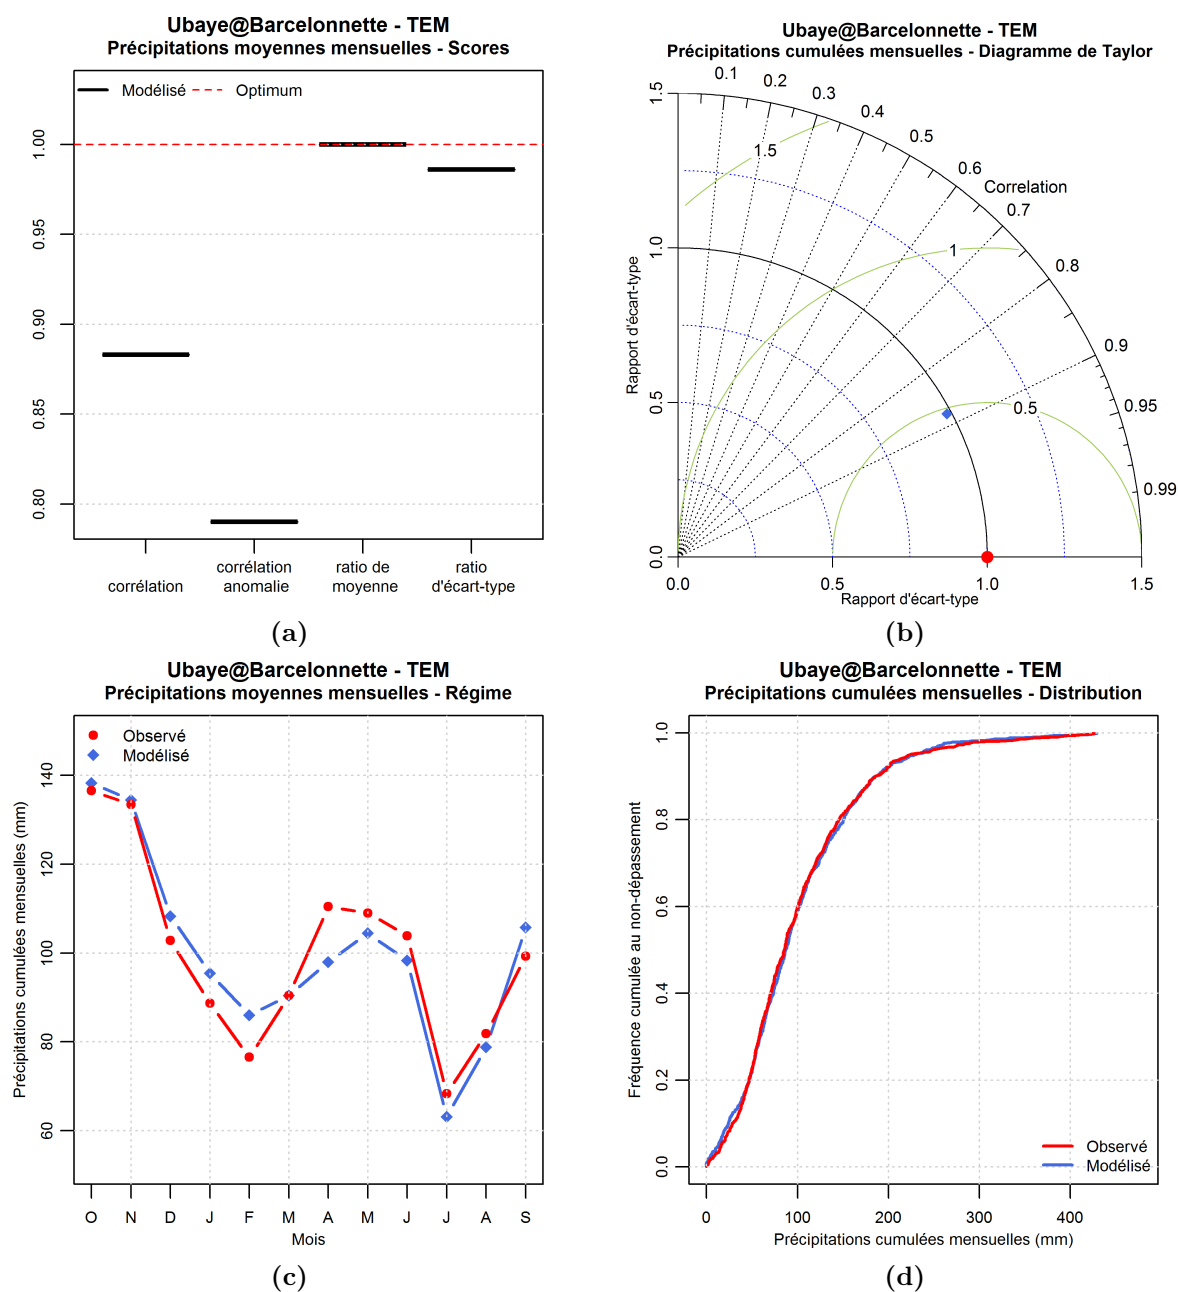 Ubaye@Barcelonnette - TEM
Précipitations moyennes mensuelles - Scores
Modélisé
Optimum
1.00
0.95
0.90
0.85
0.80
corrélation
corrélation
anomalie
ratio de
moyenne
ratio
d'écart-type
(a)
Ubaye@Barcelonnette - TEM
Précipitations cumulées mensuelles - Diagramme de Taylor
0.1
0.2
0.3
0.4
0.5
0.6
Correlation
0.7
0.8
0.9
0.95
0.99
1.5
1
0.5
1.5
1.0
0.5
0.0
Rapport d'écart-type
0.0
0.5
1.0
1.5
Rapport d'écart-type
(b)
Ubaye@Barcelonnette - TEM
Précipitations moyennes mensuelles - Régime
Observé
Modélisé
Précipitations cumulées mensuelles (mm)
140
120
100
80
60
O N D J F M A M J J A S
Mois
(c)
Ubaye@Barcelonnette - TEM
Précipitations cumulées mensuelles - Distribution
Fréquence cumulée au non-dépassement
1.0
0.8
0.6
0.4
0.2
0.0
Observé
Modélisé
0 100 200 300 400
Précipitations cumulées mensuelles (mm)
(d)